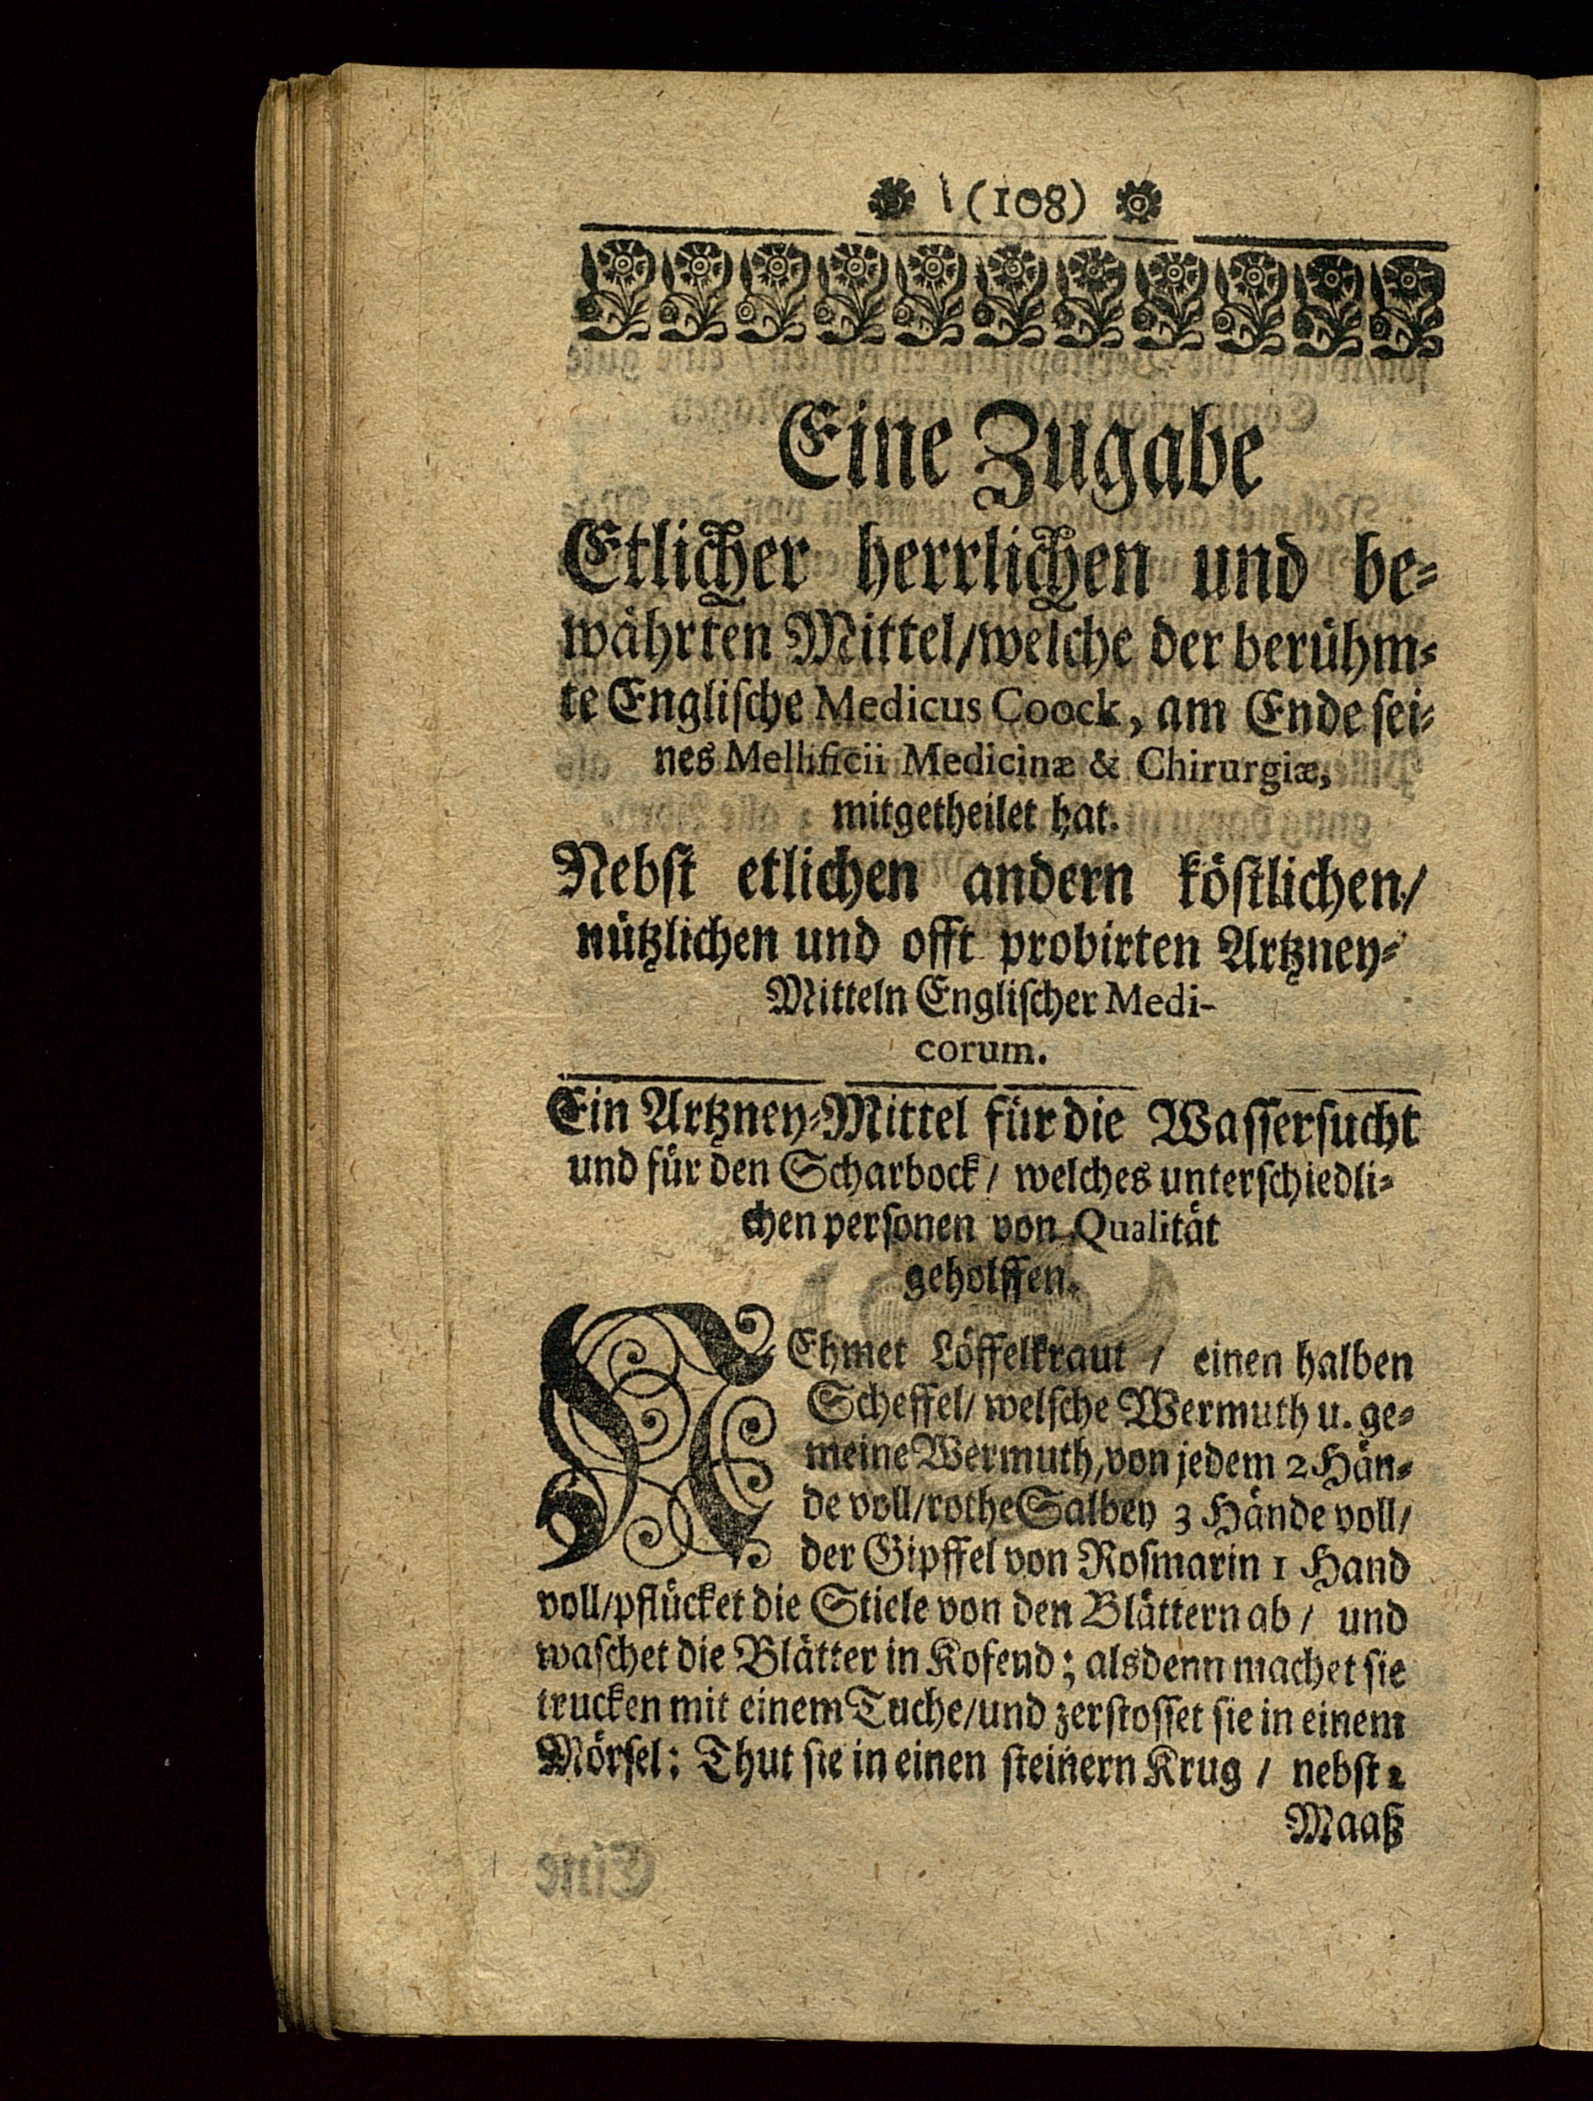 (108)
Eine Zugabe
Etlicher herrlichen und be-
währten Mittel/welche der berühm-
te Englische Medicus Coock, am Ende sei-
nes Mellificii Medicinæ & Chirurgiæ,
mitgetheilet hat.
Nebst etlichen andern köstlichen/
nützlichen und offt probirten Artzney-
Mitteln Englischer Medi-
corum.
Ein Artzney-Mittel für die Wassersucht
und für den Scharbock/ welches unterschiedli-
chen personen von Qualität
geholffen.
NEhmet Löffelkraut / einen halben
Scheffel/ welsche Wermuth u. ge-
meine Wermuth, von jedem 2 Hän-
de voll/rothe Salbey 3 Hände voll/
der Gipffel von Rosmarin 1 Hand
voll/pflücket die Stiele von den Blättern ab/ und
waschet die Blätter in Kofend; alsdenn machet sie
trucken mit einem Tuche/und zerstosset sie in einem
Mörsel: Thut sie in einen steinern Krug / nebst 2
Maaß